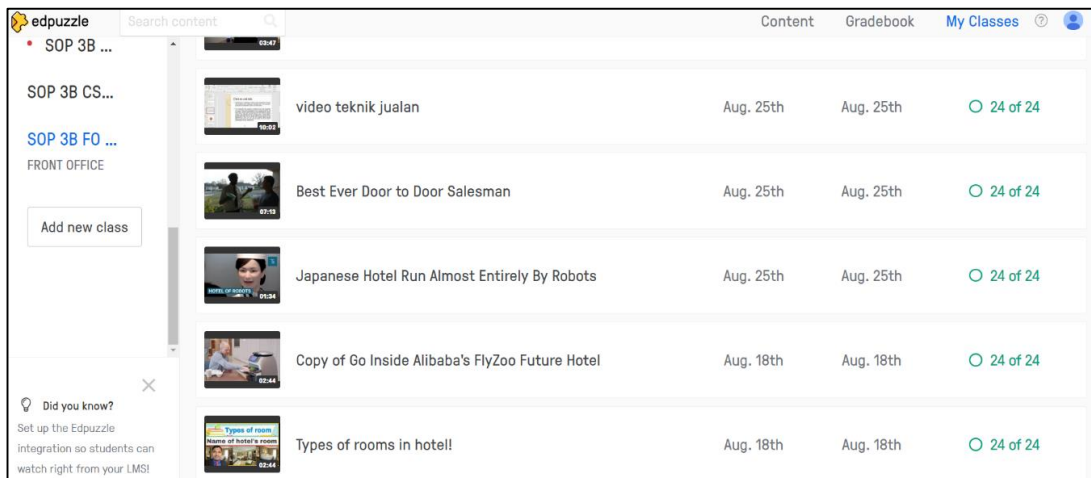 edpuzzle
Search content
Content
Gradebook
My Classes
?
SOP 3B ...
SOP 3B CS...
SOP 3B FO ...
FRONT OFFICE
Add new class
Did you know?
Set up the Edpuzzle
integration so students can
watch right from your LMS!
03:47
10:02
video teknik jualan Aug. 25th Aug. 25th 24 of 24
07:13
Best Ever Door to Door Salesman Aug. 25th Aug. 25th 24 of 24
HOTEL OF ROBOTS
01:34
Japanese Hotel Run Almost Entirely By Robots Aug. 25th Aug. 25th 24 of 24
02:44
Copy of Go Inside Alibaba's FlyZoo Future Hotel Aug. 18th Aug. 18th 24 of 24
Types of room
Name of hotel's room
02:44
Types of rooms in hotel! Aug. 18th Aug. 18th 24 of 24